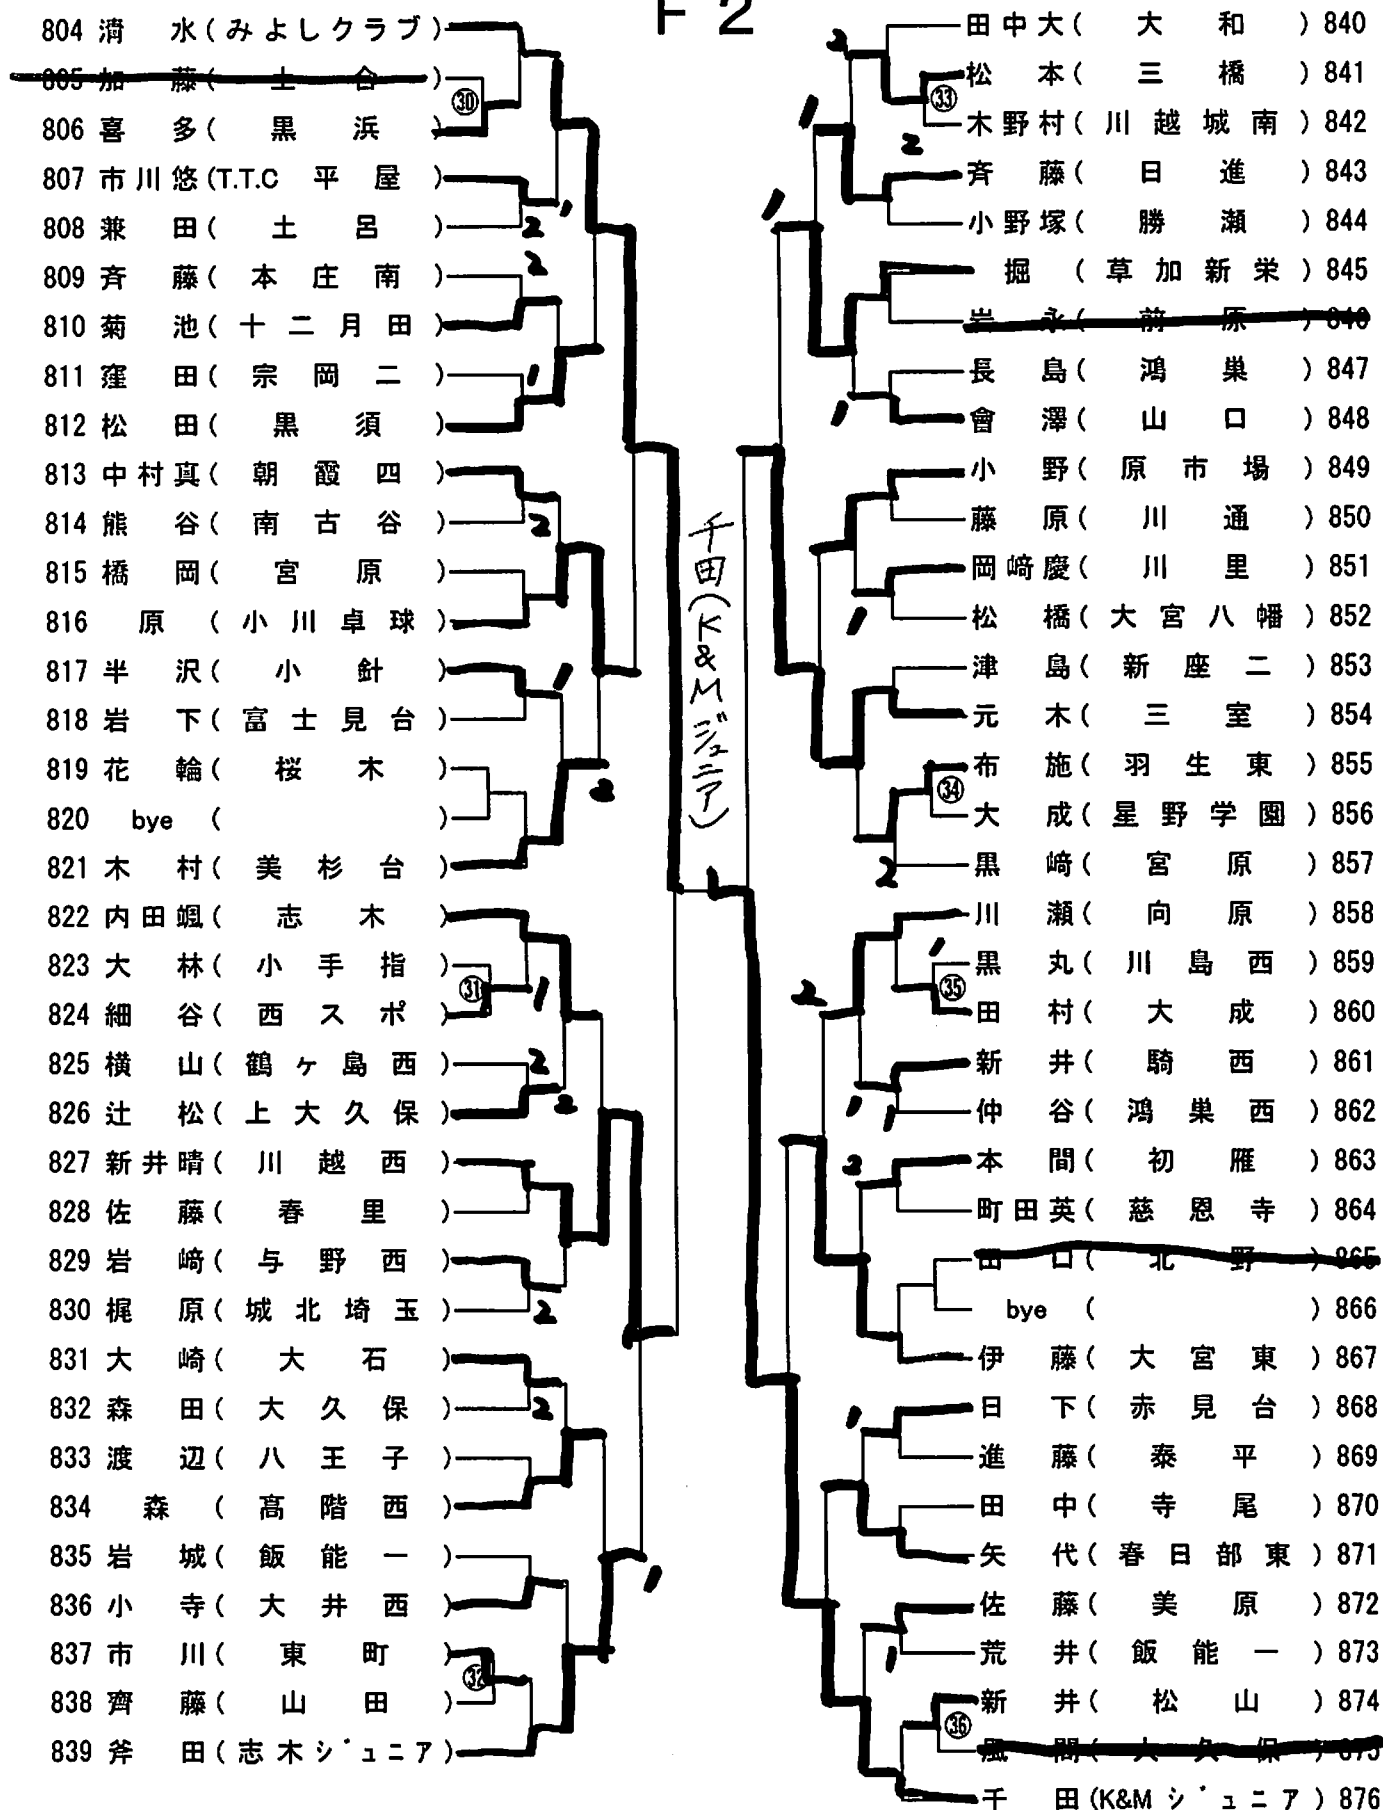 F 2
804 清 水(みよしクラブ)
805 加 藤( 土 合 )
806 喜 多( 黒 浜 )
807 市川悠(T.T.C 平 屋 )
808 兼 田( 土 呂 )
809 斉 藤( 本 庄 南 )
810 菊 池( 十 二 月 田 )
811 窪 田( 宗 岡 二 )
812 松 田( 黒 須 )
813 中村真( 朝 霞 四 )
814 熊 谷( 南 古 谷 )
815 橋 岡( 宮 原 )
816 原 ( 小 川 卓 球 )
817 半 沢( 小 針 )
818 岩 下( 富 士 見 台 )
819 花 輪( 桜 木 )
820 bye ( )
821 木 村( 美 杉 台 )
822 内田颯( 志 木 )
823 大 林( 小 手 指 )
824 細 谷( 西 ス ポ )
825 横 山( 鶴 ヶ 島 西 )
826 辻 松( 上 大 久 保 )
827 新井晴( 川 越 西 )
828 佐 藤( 春 里 )
829 岩 﨑( 与 野 西 )
830 梶 原( 城 北 埼 玉 )
831 大 崎( 大 石 )
832 森 田( 大 久 保 )
833 渡 辺( 八 王 子 )
834 森 ( 高 階 西 )
835 岩 城( 飯 能 一 )
836 小 寺( 大 井 西 )
837 市 川( 東 町 )
838 齊 藤( 山 田 )
839 斧 田(志木ジュニア)
㉚
㉛
㉜
千田(K&Mジュニア)
田中大( 大 和 ) 840
松 本( 三 橋 ) 841
木野村( 川 越 城 南 ) 842
斉 藤( 日 進 ) 843
小野塚( 勝 瀬 ) 844
掘 ( 草 加 新 栄 ) 845
岩 永( 前 原 ) 846
長 島( 鴻 巣 ) 847
會 澤( 山 口 ) 848
小 野( 原 市 場 ) 849
藤 原( 川 通 ) 850
岡﨑慶( 川 里 ) 851
松 橋( 大 宮 八 幡 ) 852
津 島( 新 座 二 ) 853
元 木( 三 室 ) 854
布 施( 羽 生 東 ) 855
大 成( 星 野 学 園 ) 856
黒 﨑( 宮 原 ) 857
川 瀬( 向 原 ) 858
黒 丸( 川 島 西 ) 859
田 村( 大 成 ) 860
新 井( 騎 西 ) 861
仲 谷( 鴻 巣 西 ) 862
本 間( 初 雁 ) 863
町田英( 慈 恩 寺 ) 864
田 口( 北 野 ) 865
bye ( ) 866
伊 藤( 大 宮 東 ) 867
日 下( 赤 見 台 ) 868
進 藤( 泰 平 ) 869
田 中( 寺 尾 ) 870
矢 代( 春 日 部 東 ) 871
佐 藤( 美 原 ) 872
荒 井( 飯 能 一 ) 873
新 井( 松 山 ) 874
風 間( 大 久 保 ) 875
千 田(K&M ジュニア) 876
㉝
㉞
㉟
㊱